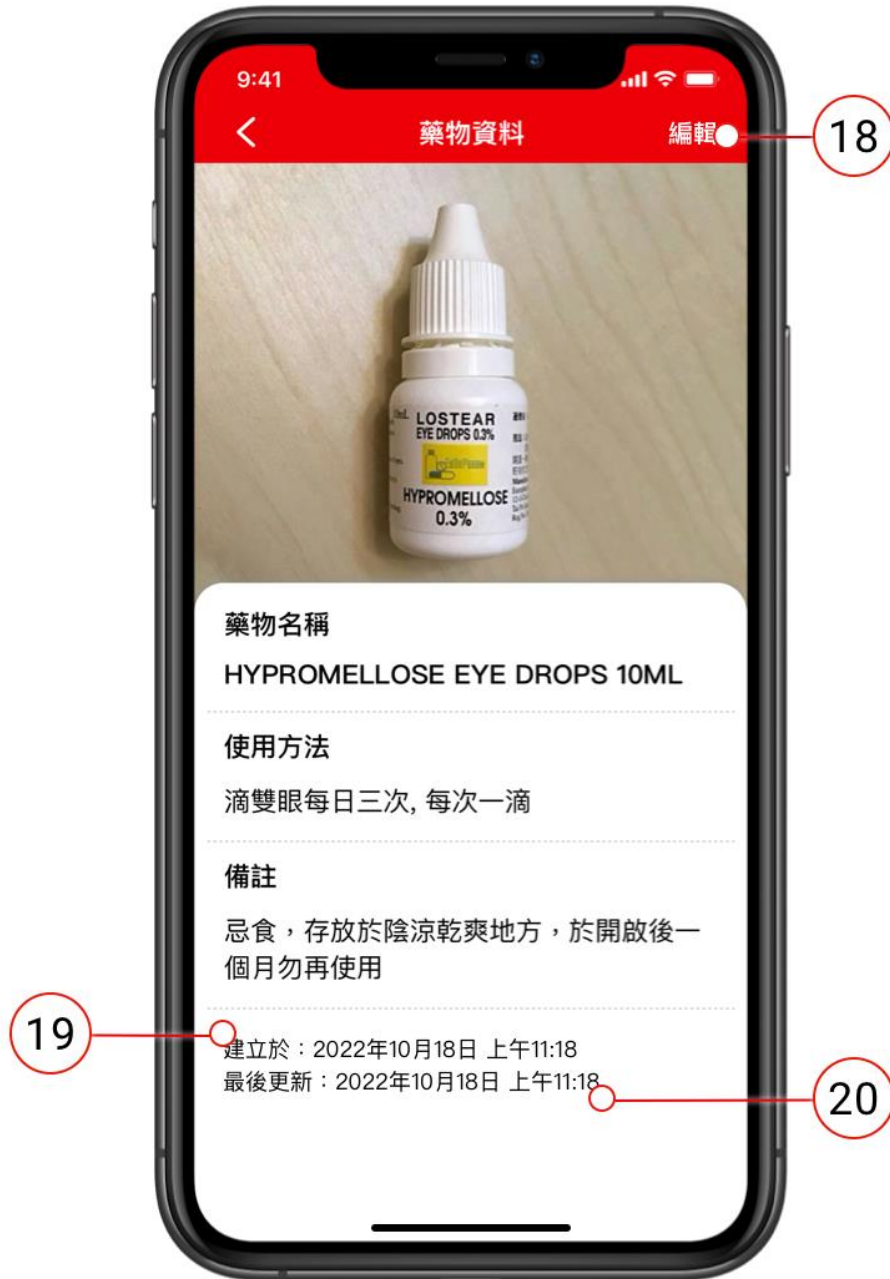 9:41
藥物資料
編輯
18
10mL
LOSTEAR
EYE DROPS 0.3%
HYPROMELLOSE
0.3%
藥物名稱
HYPROMELLOSE EYE DROPS 10ML
使用方法
滴雙眼每日三次, 每次一滴
備註
忌食，存放於陰涼乾爽地方，於開啟後一
個月勿再使用
19
建立於：2022年10月18日 上午11:18
最後更新：2022年10月18日 上午11:18
20